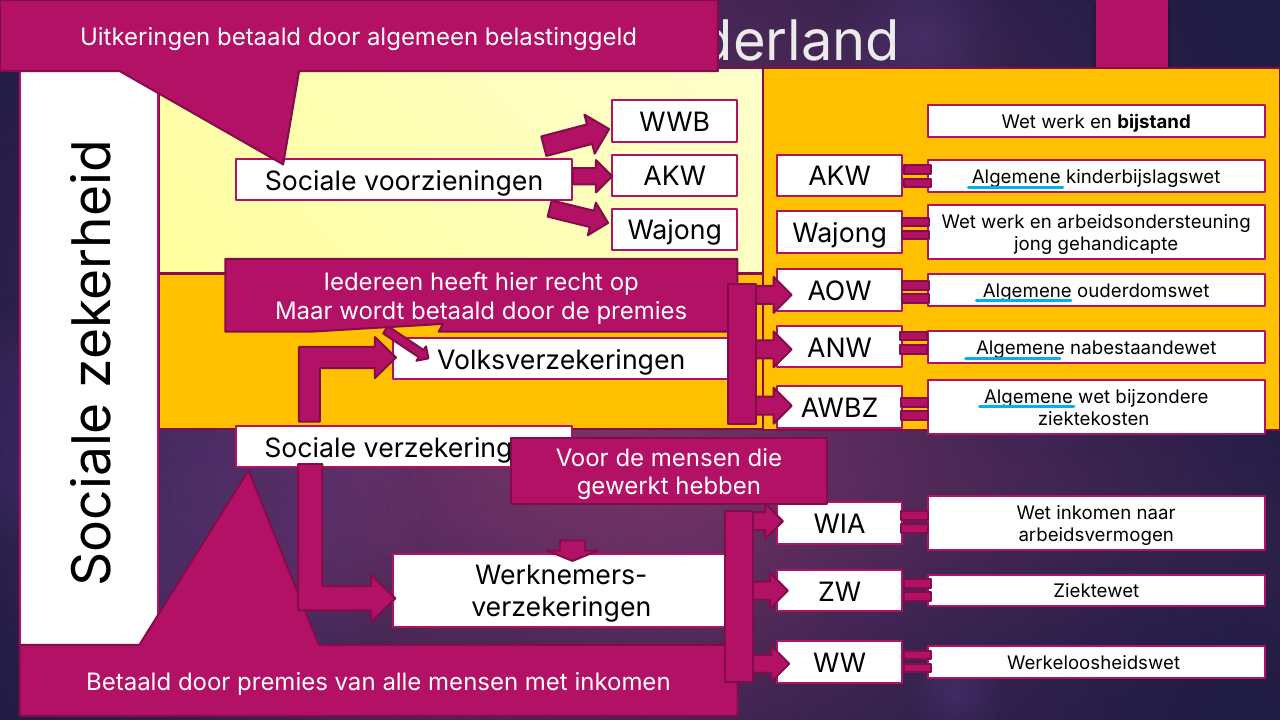 Uitkeringen betaald door algemeen belastinggeld
derland
Sociale zekerheid
Sociale voorzieningen
WWB
AKW
Wajong
Wet werk en bijstand
AKW
Algemene kinderbijslagswet
Wajong
Wet werk en arbeidsondersteuning
jong gehandicapte
Iedereen heeft hier recht op
Maar wordt betaald door de premies
Volksverzekeringen
AOW
Algemene ouderdomswet
ANW
Algemene nabestaandewet
AWBZ
Algemene wet bijzondere
ziektekosten
Sociale verzekering
Voor de mensen die
gewerkt hebben
Werknemers-
verzekeringen
WIA
Wet inkomen naar
arbeidsvermogen
ZW
Ziektewet
WW
Werkeloosheidswet
Betaald door premies van alle mensen met inkomen